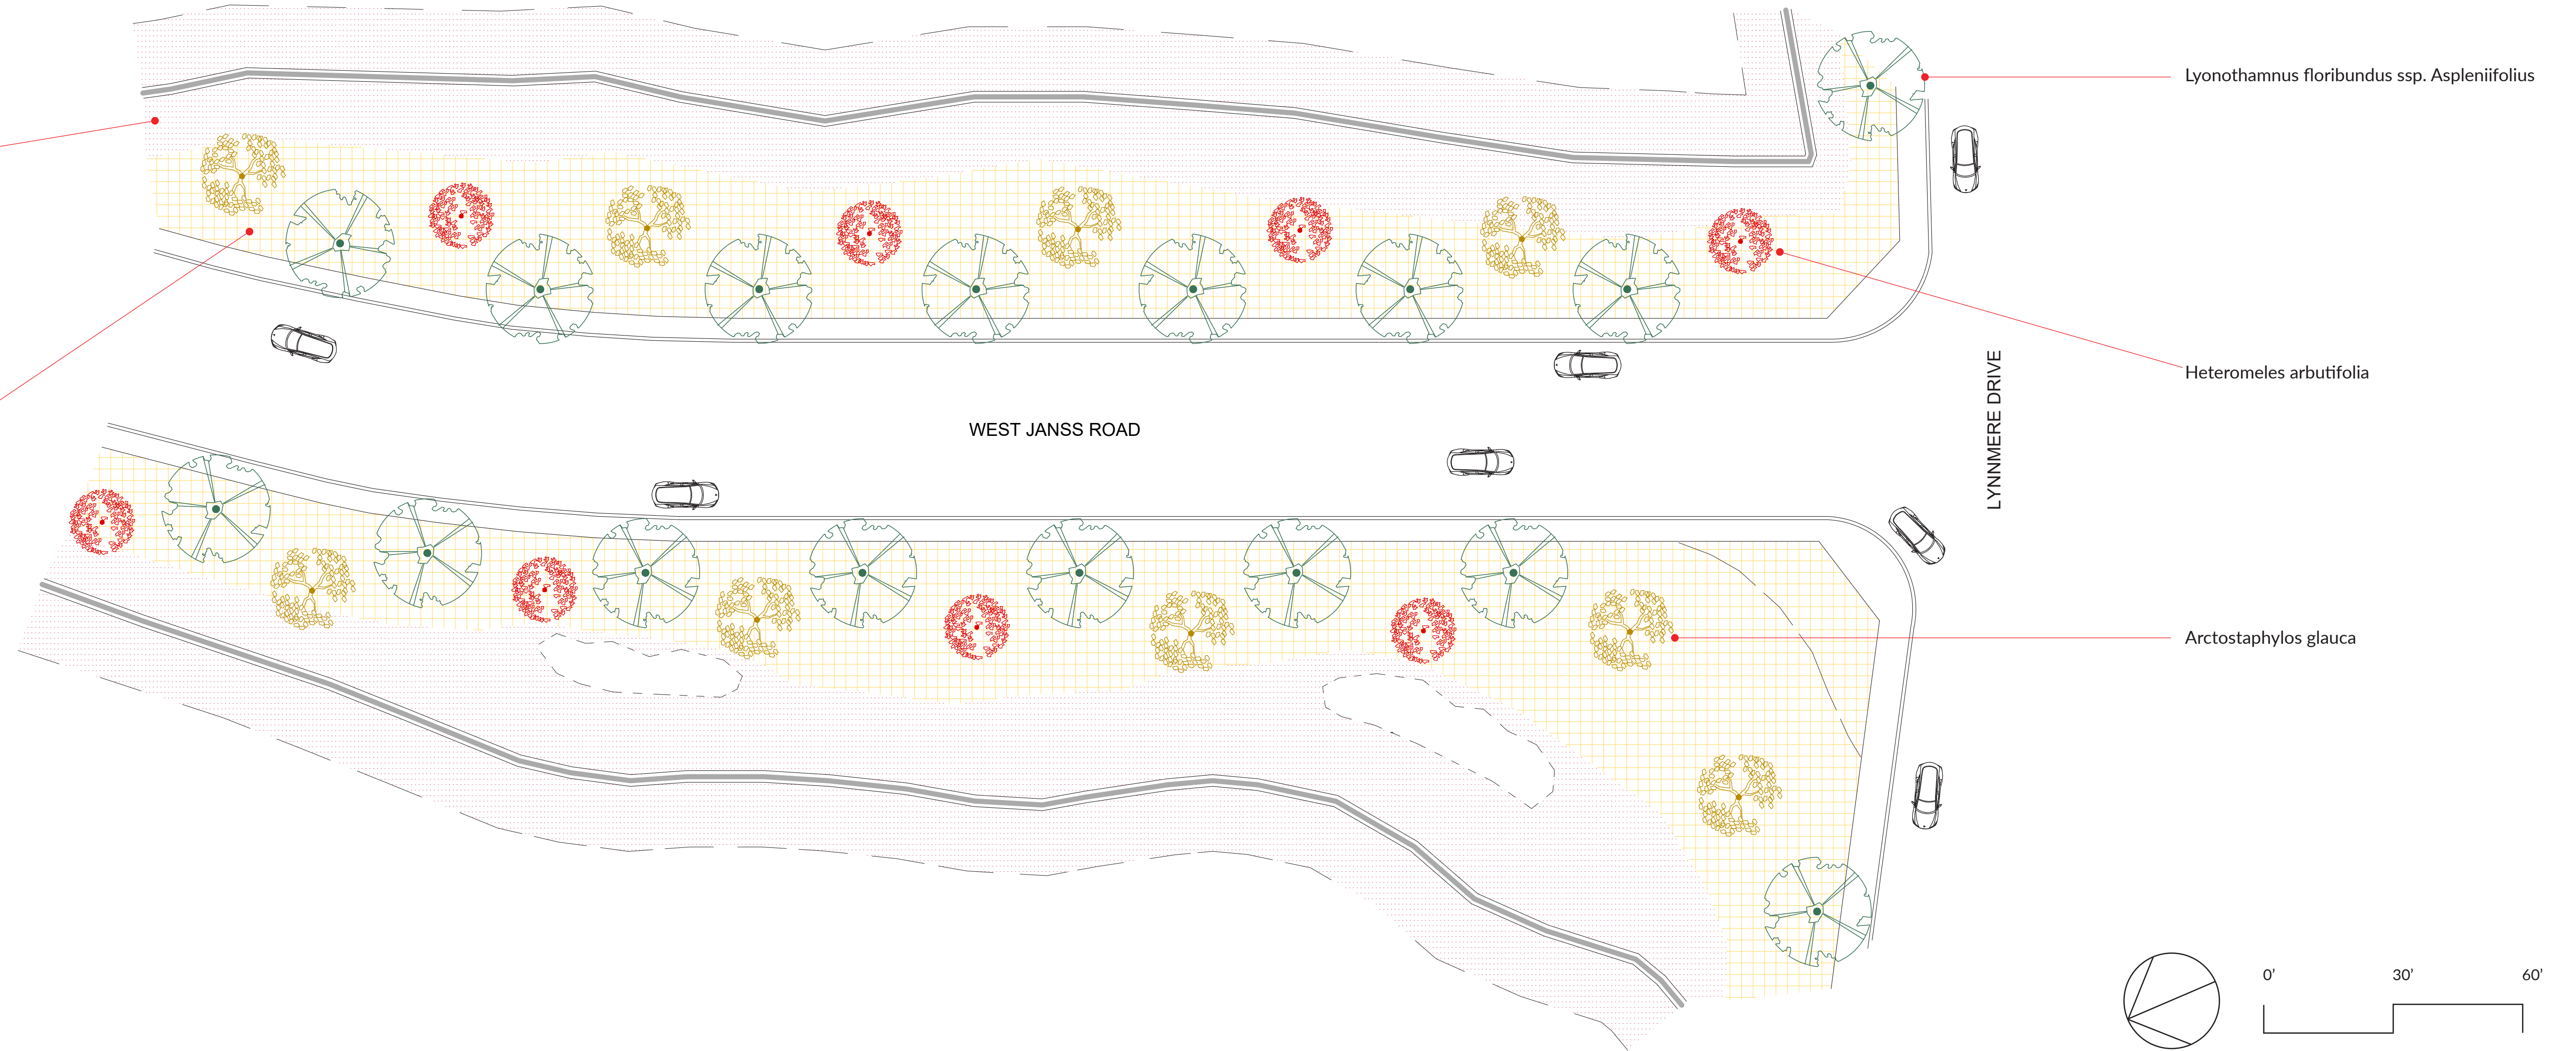 Lyonothamnus floribundus ssp. Aspleniifolius
Heteromeles arbutifolia
WEST JANSS ROAD
LYNNMERE DRIVE
Arctostaphylos glauca
0’ 30’ 60’